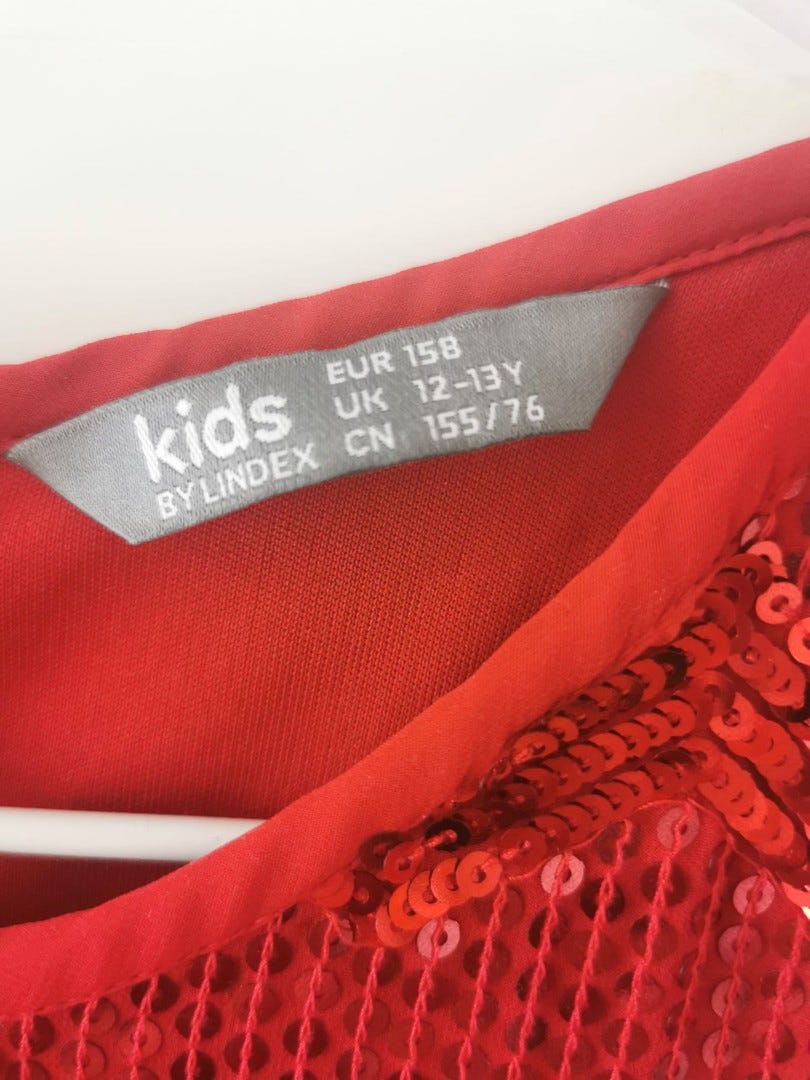 kids
BY LINDEX
EUR 158
UK 12-13Y
CN 155/76